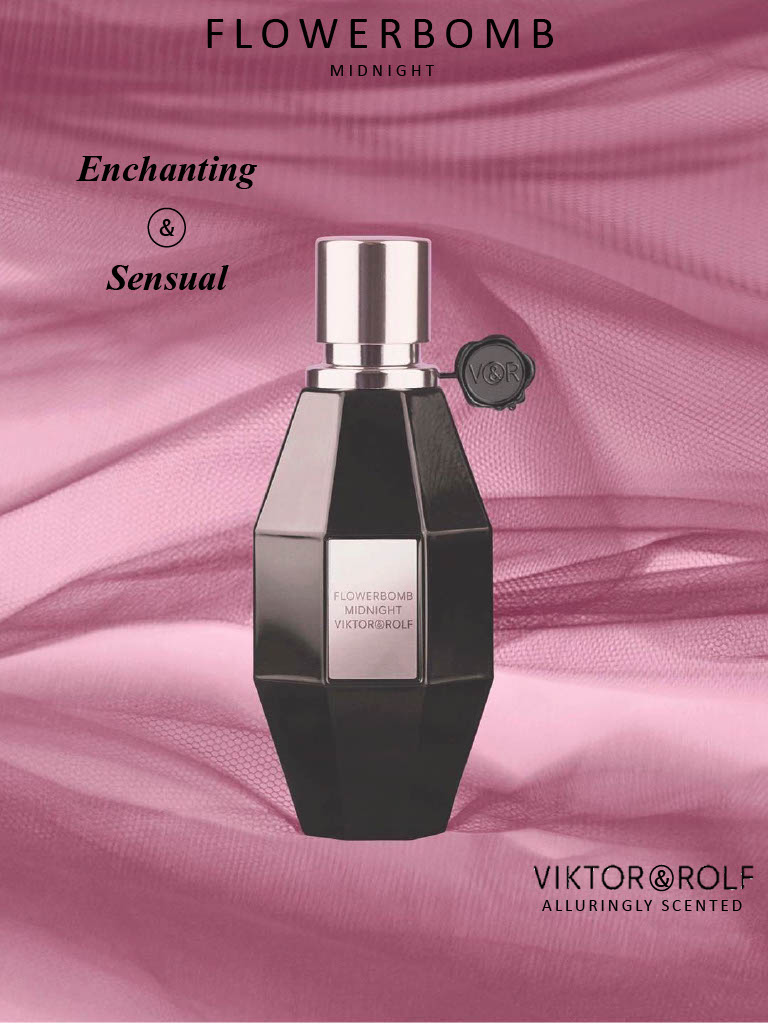 FLOWERBOMB
MIDNIGHT
Enchanting
&
Sensual
V&R
FLOWERBOMB
MIDNIGHT
VIKTOR&ROLF
VIKTOR&ROLF
ALLURINGLY SCENTED